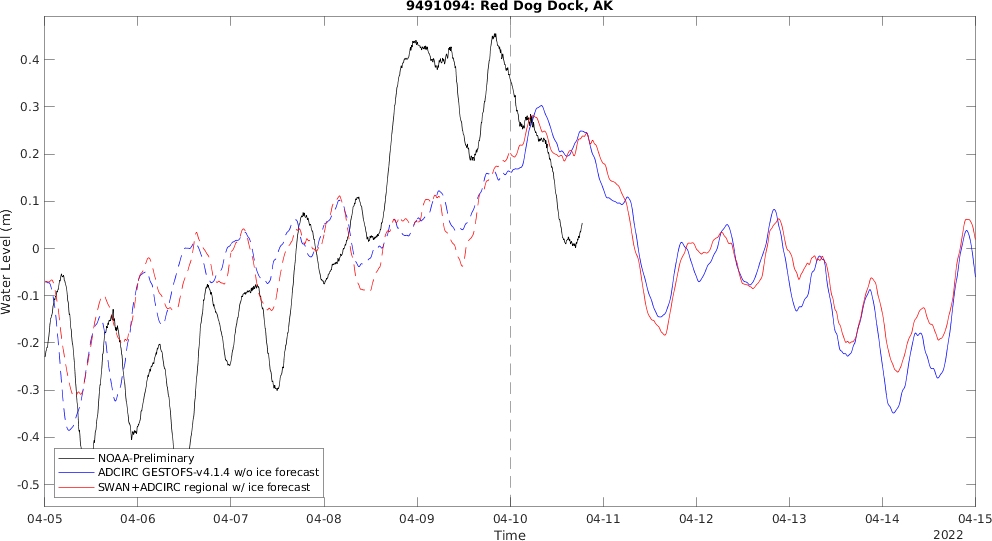 9491094: Red Dog Dock, AK
Water Level (m)
0.4
0.3
0.2
0.1
0
-0.1
-0.2
-0.3
-0.4
-0.5
NOAA-Preliminary
ADCIRC GESTOFS-v4.1.4 w/o ice forecast
SWAN+ADCIRC regional w/ ice forecast
04-05 04-06 04-07 04-08 04-09 04-10 04-11 04-12 04-13 04-14 04-15
Time
2022